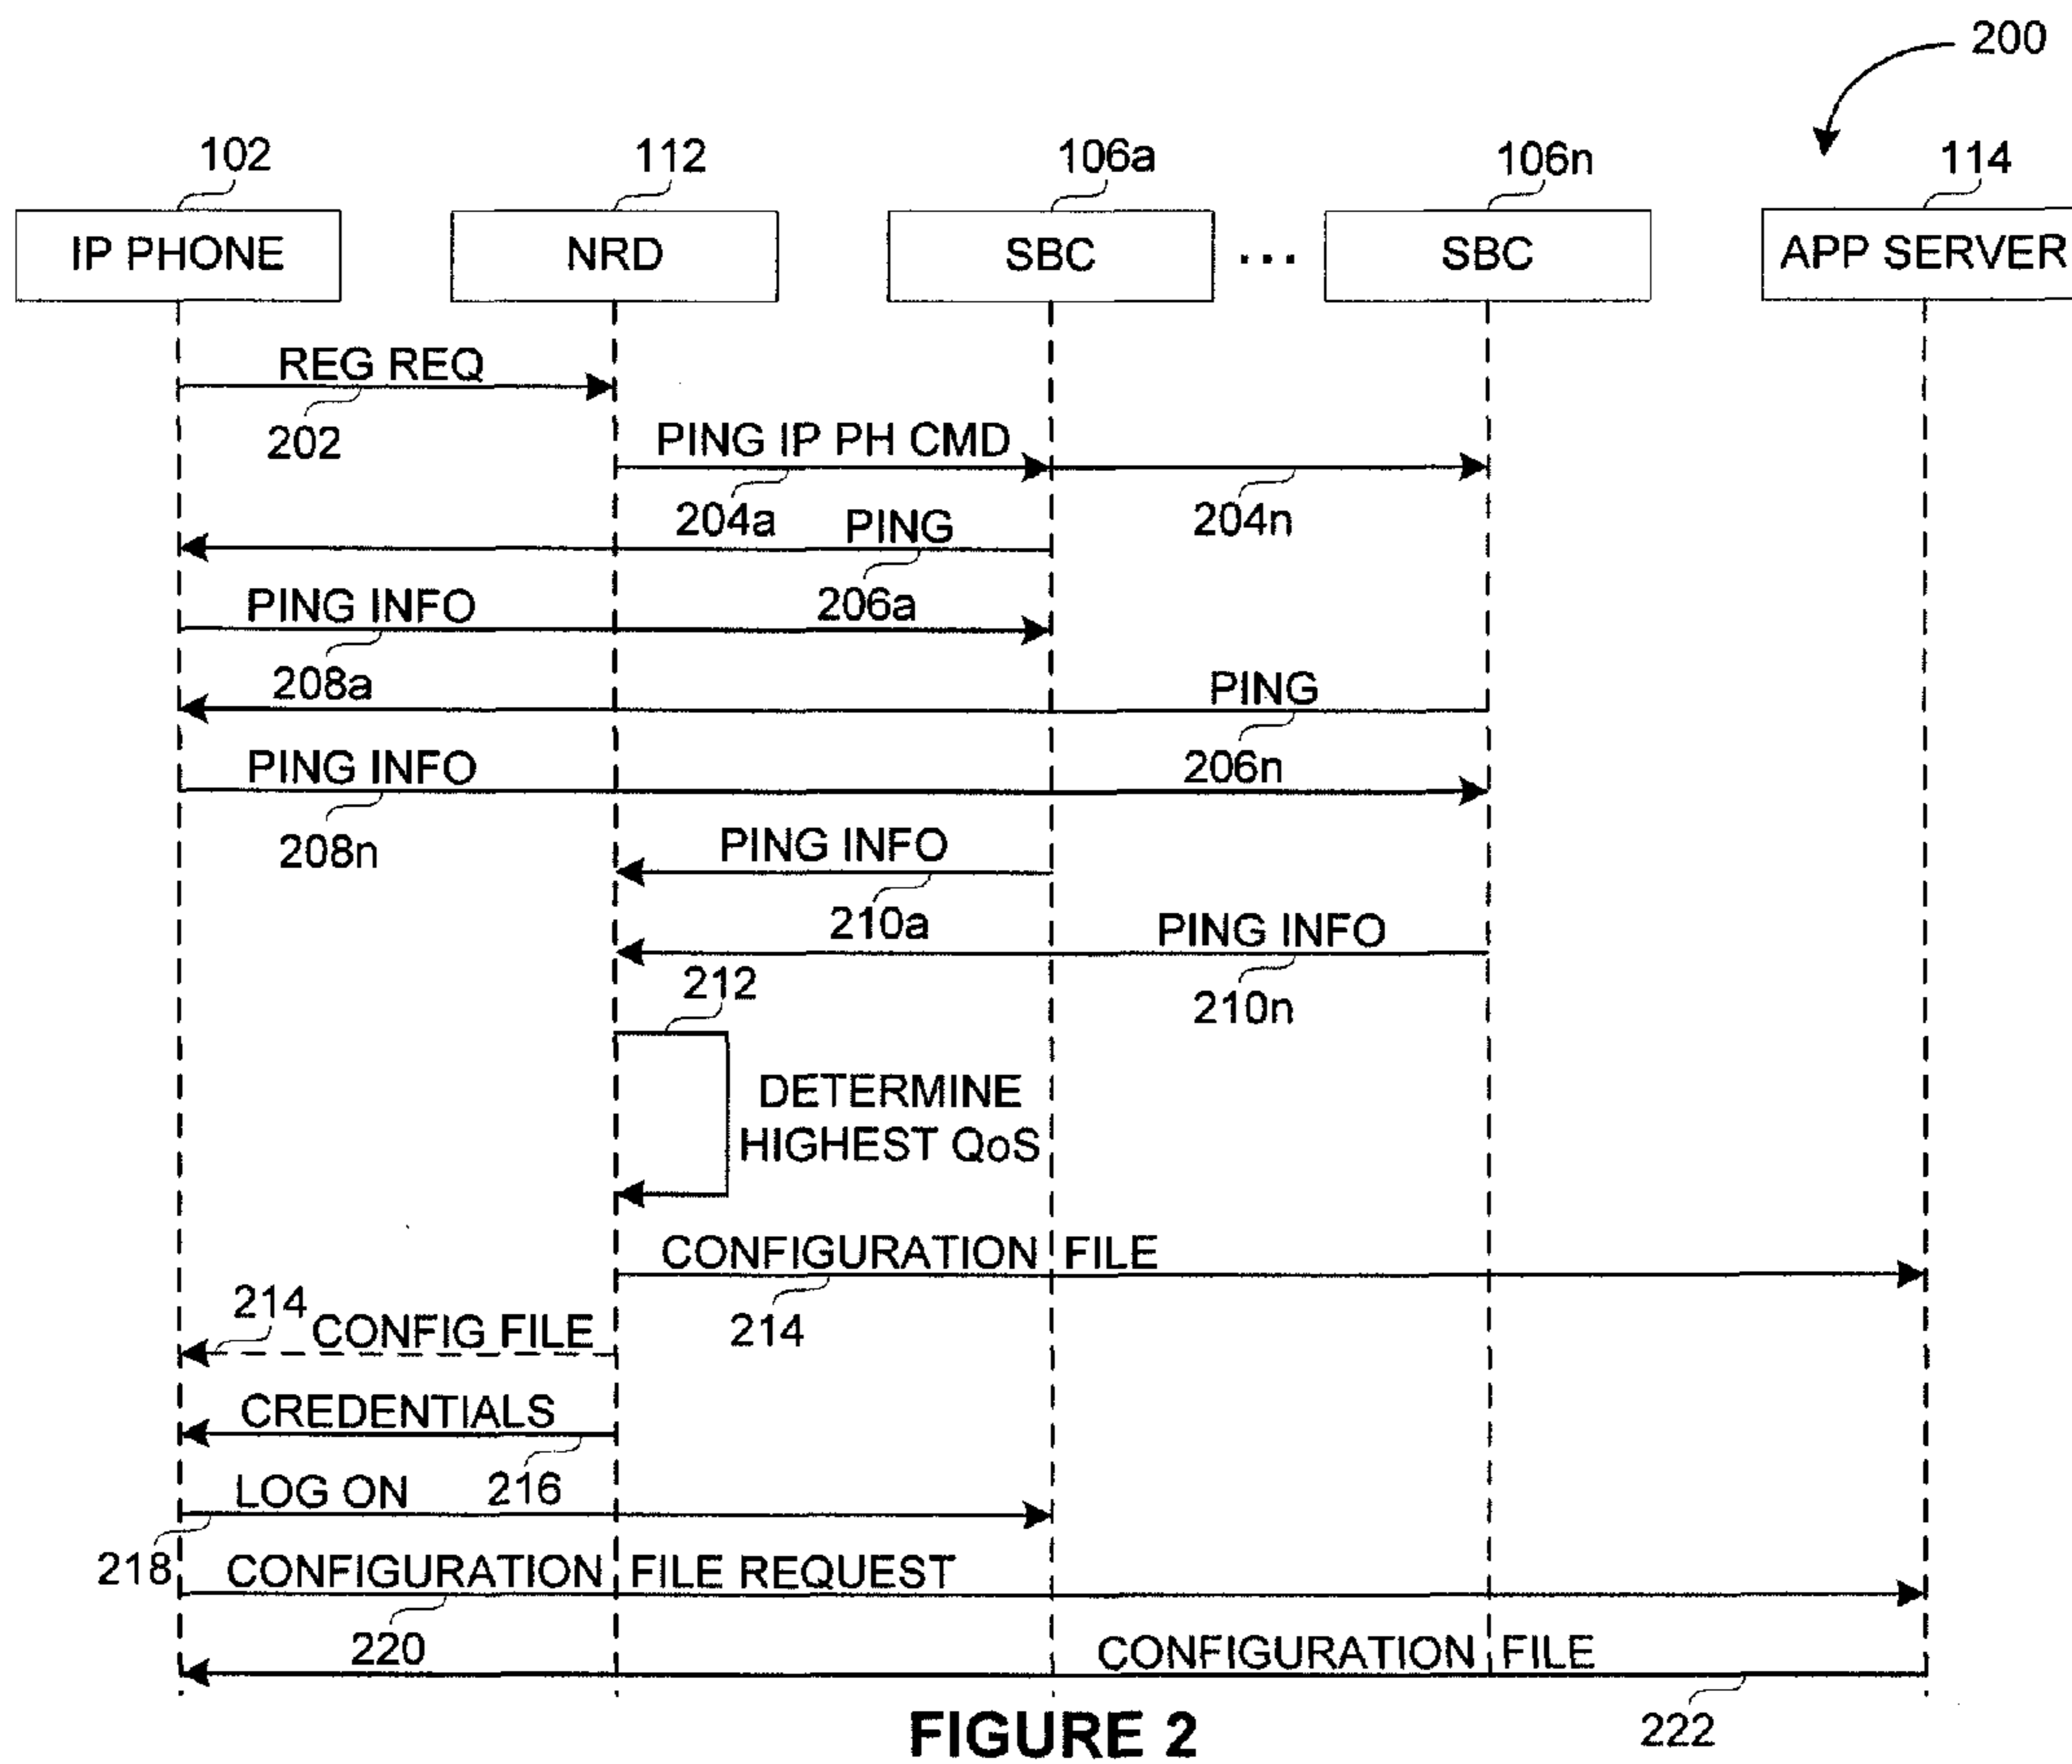 200
102
112
106a
106n
114
IP PHONE
NRD
SBC
...
SBC
APP SERVER
REG REQ
202
PING IP PH CMD
204a
204n
PING
206a
PING INFO
208a
PING
206n
PING INFO
208n
PING INFO
210a
PING INFO
210n
212
DETERMINE
HIGHEST QoS
CONFIGURATION FILE
214
214
CONFIG FILE
CREDENTIALS
216
LOG ON
218
CONFIGURATION FILE REQUEST
220
CONFIGURATION FILE
222
FIGURE 2